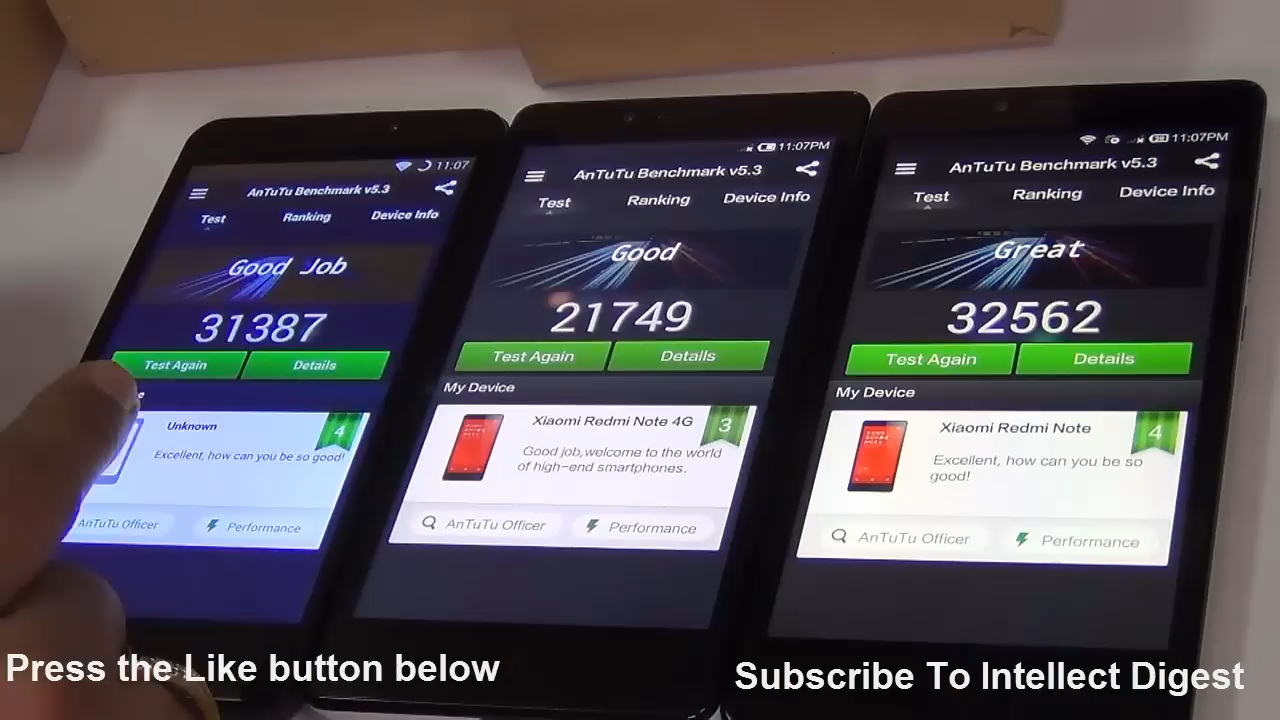 11:07
AnTuTu Benchmark v5.3
Test Ranking Device Info
Good Job
31387
Test Again Details
Unknown
4
Excellent, how can you be so good!
AnTuTu Officer Performance
11:07PM
AnTuTu Benchmark v5.3
Test Ranking Device Info
Good
21749
Test Again Details
My Device
Xiaomi Redmi Note 4G
3
Good job,welcome to the world
of high-end smartphones.
AnTuTu Officer Performance
11:07PM
AnTuTu Benchmark v5.3
Test Ranking Device Info
Great
32562
Test Again Details
My Device
Xiaomi Redmi Note
4
Excellent, how can you be so
good!
AnTuTu Officer Performance
Press the Like button below
Subscribe To Intellect Digest